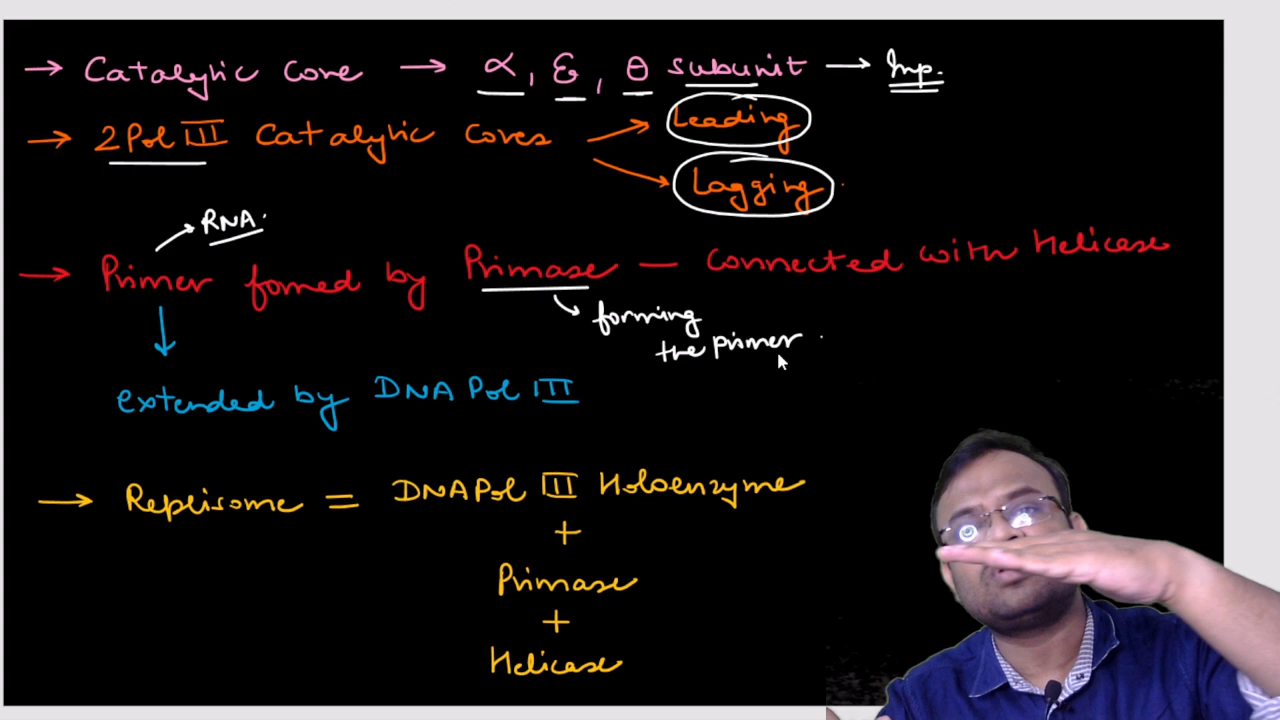 → Catalytic Core → α, ε, θ subunit → Imp.
→ 2 Pol III Catalytic Cores
Leading
Lagging
RNA.
→ Primer fomed by Primase — connected with Helicase
forming
the primer.
extended by DNA Pol III
→ Replisome = DNA Pol III Holoenzyme
+
Primase
+
Helicase